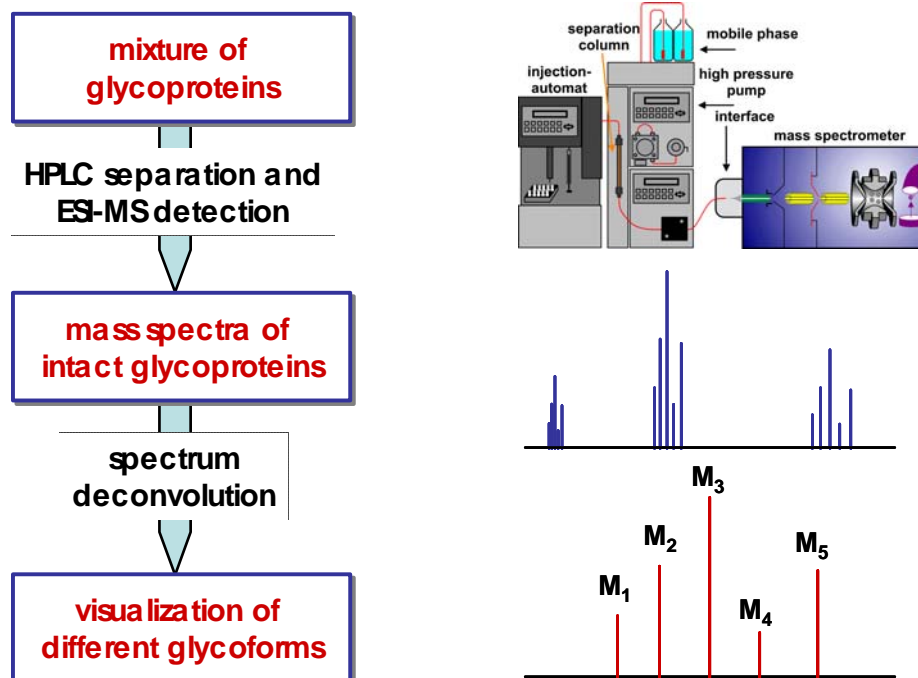 mixture of
glycoproteins
HPLC separation and
ESI-MS detection
mass spectra of
intact glycoproteins
spectrum
deconvolution
visualization of
different glycoforms
separation
column
mobile phase
injection-
automat
high pressure
pump
interface
mass spectrometer
M1
M2
M3
M4
M5